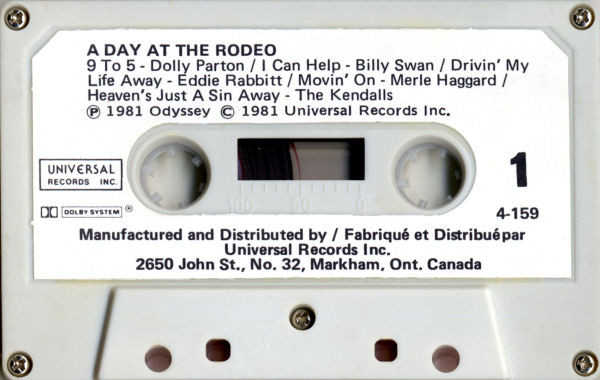 A DAY AT THE RODEO
9 To 5 - Dolly Parton / I Can Help - Billy Swan / Drivin' My
Life Away - Eddie Rabbitt / Movin' On - Merle Haggard /
Heaven's Just A Sin Away - The Kendalls
Ⓟ 1981 Odyssey © 1981 Universal Records Inc.
UNIVERSAL
RECORDS INC.
1
100 50 0
DOLBY SYSTEM ®
4-159
Manufactured and Distributed by / Fabriqué et Distribuépar
Universal Records Inc.
2650 John St., No. 32, Markham, Ont. Canada